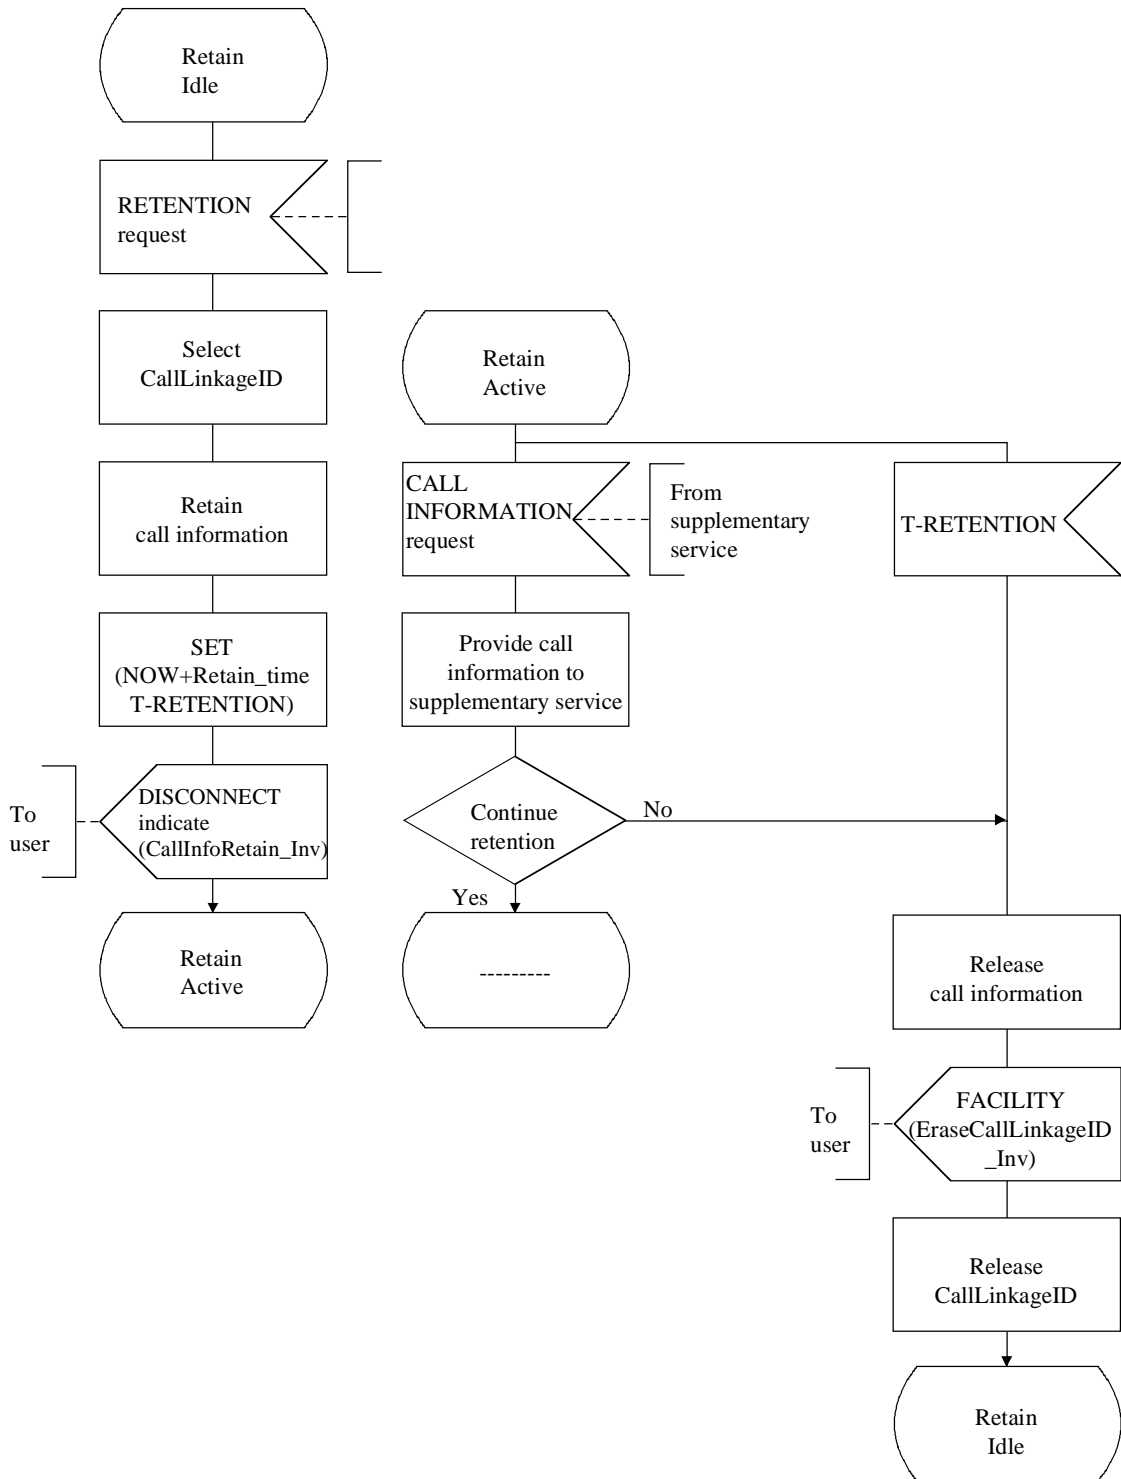 Retain
Idle
RETENTION
request
Select
CallLinkageID
Retain
call information
SET
(NOW+Retain_time
T-RETENTION)
To
user
DISCONNECT
indicate
(CallInfoRetain_Inv)
Retain
Active
Retain
Active
CALL
INFORMATION
request
From
supplementary
service
Provide call
information to
supplementary service
Continue
retention
No
Yes
---------
T-RETENTION
Release
call information
To
user
FACILITY
(EraseCallLinkageID
_Inv)
Release
CallLinkageID
Retain
Idle